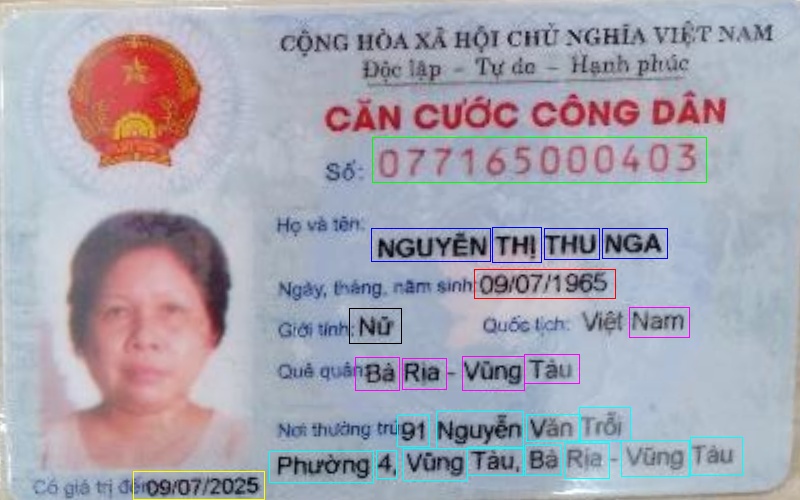 CỘNG HÒA XÃ HỘI CHỦ NGHĨA VIỆT NAM
Độc lập - Tự do - Hạnh phúc
CĂN CƯỚC CÔNG DÂN
Số: 077165000403
Họ và tên:
NGUYỄN THỊ THU NGA
Ngày, tháng, năm sinh: 09/07/1965
Giới tính: Nữ Quốc tịch: Việt Nam
Quê quán: Bà Rịa - Vũng Tàu
Nơi thường trú: 91 Nguyễn Văn Trỗi
Phường 4, Vũng Tàu, Bà Rịa - Vũng Tàu
Có giá trị đến 09/07/2025